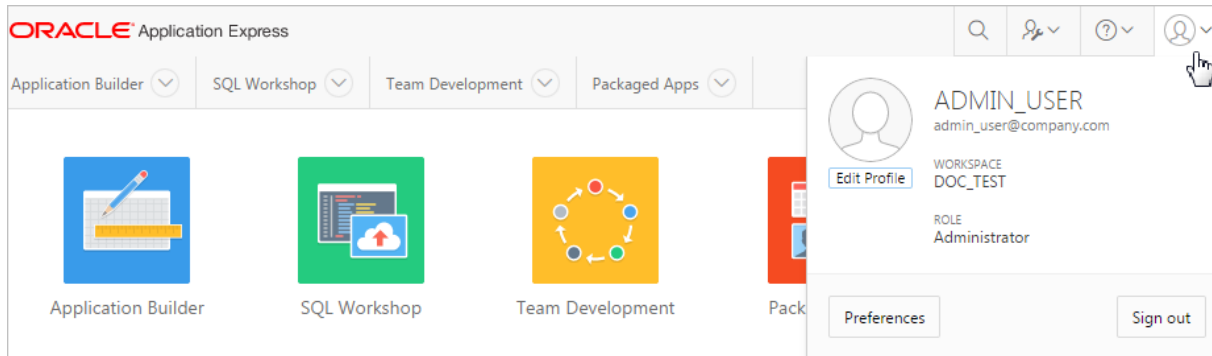 ORACLE Application Express
Application Builder SQL Workshop Team Development Packaged Apps
ADMIN_USER
admin_user@company.com
WORKSPACE
DOC_TEST
Edit Profile
ROLE
Administrator
Application Builder SQL Workshop Team Development Pack
Preferences Sign out